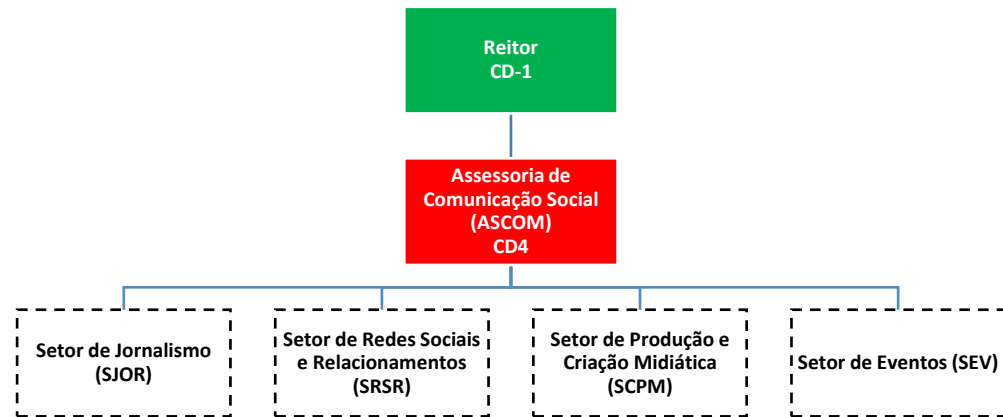 Reitor
CD-1
Assessoria de
Comunicação Social
(ASCOM)
CD4
Setor de Jornalismo
(SJOR)
Setor de Redes Sociais
e Relacionamentos
(SRSR)
Setor de Produção e
Criação Midiática
(SCPM)
Setor de Eventos (SEV)